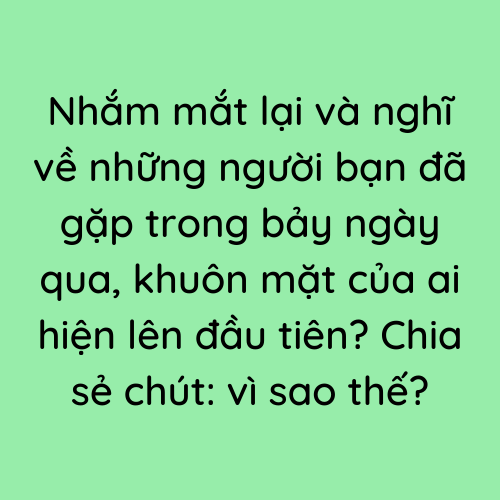 Nhắm mắt lại và nghĩ
về những người bạn đã
gặp trong bảy ngày
qua, khuôn mặt của ai
hiện lên đầu tiên? Chia
sẻ chút: vì sao thế?